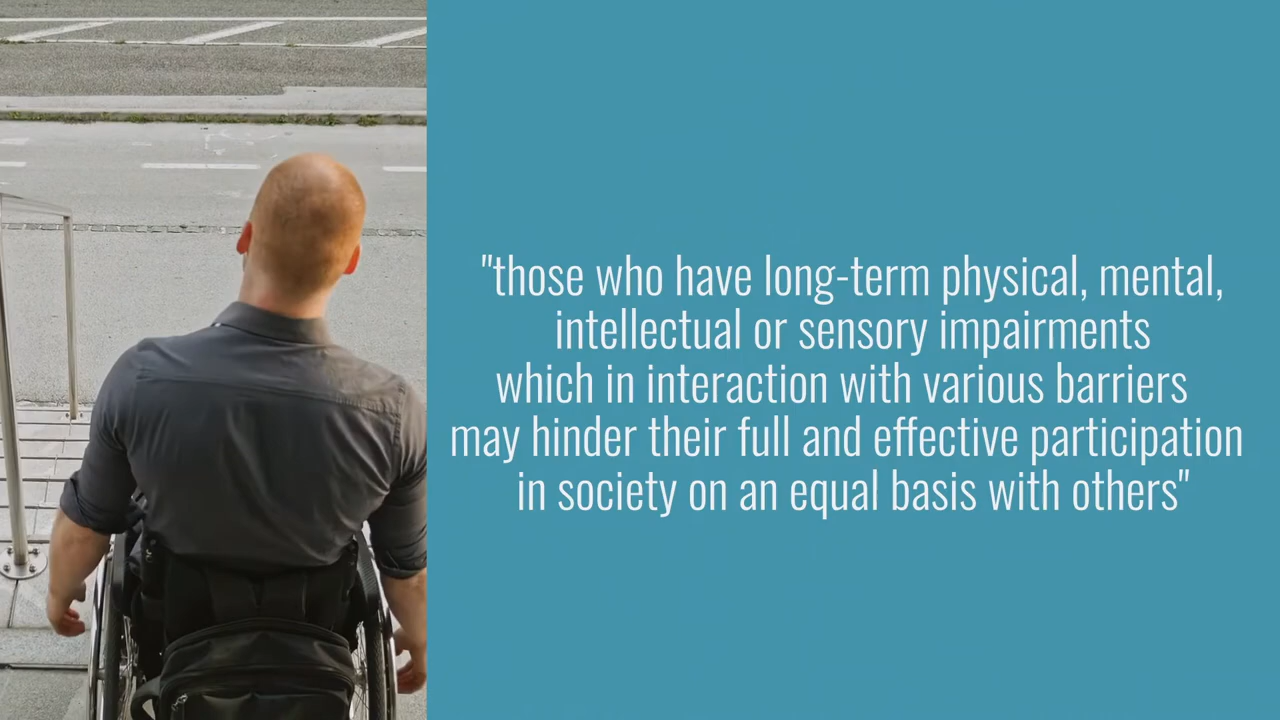 "those who have long-term physical, mental,
intellectual or sensory impairments
which in interaction with various barriers
may hinder their full and effective participation
in society on an equal basis with others"